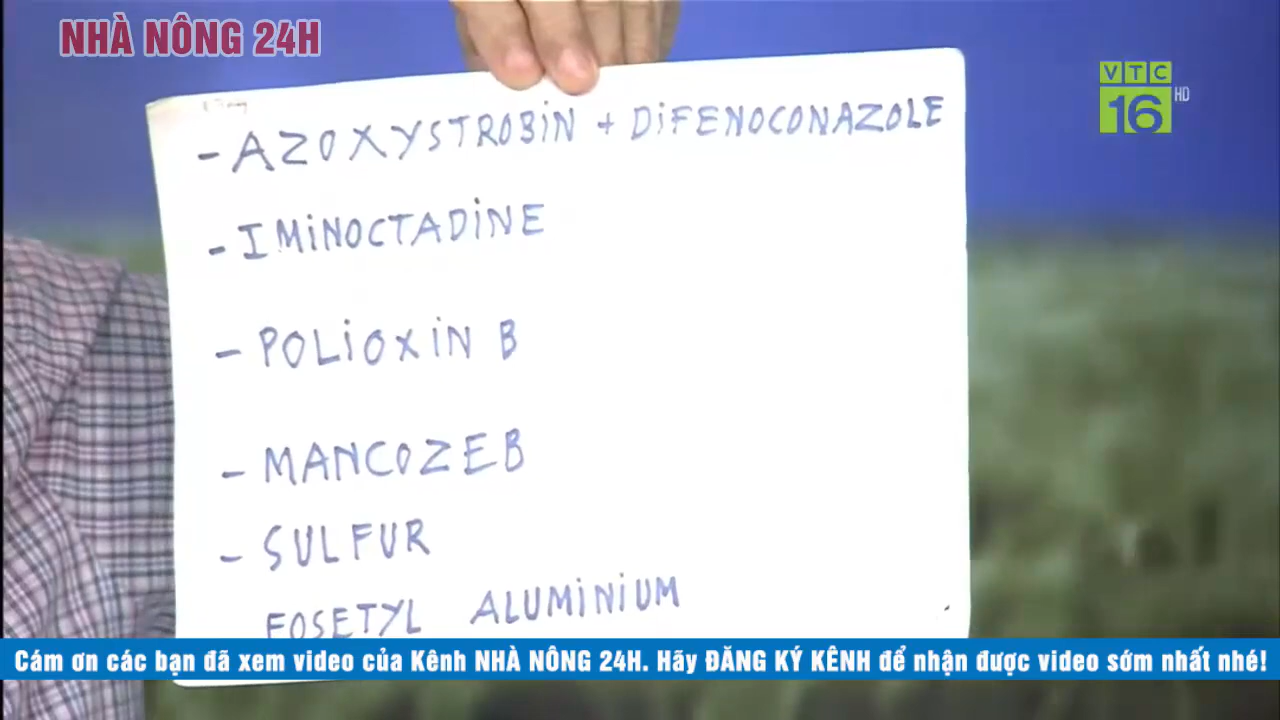 NHÀ NÔNG 24H
VTC
16 HD
- AZOXYSTROBIN + DIFENOCONAZOLE
- IMINOCTADINE
- POLIOXIN B
- MANCOZEB
- SULFUR
FOSETYL ALUMINIUM
Cám ơn các bạn đã xem video của Kênh NHÀ NÔNG 24H. Hãy ĐĂNG KÝ KÊNH để nhận được video sớm nhất nhé!